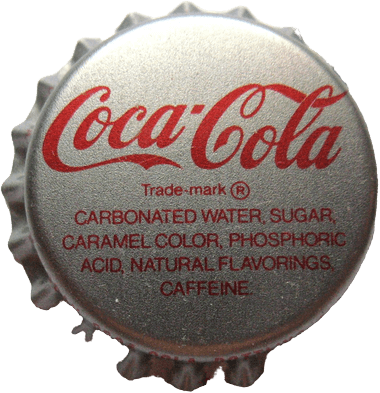 Coca-Cola
Trade-mark ®
CARBONATED WATER, SUGAR,
CARAMEL COLOR, PHOSPHORIC
ACID, NATURAL FLAVORINGS,
CAFFEINE.